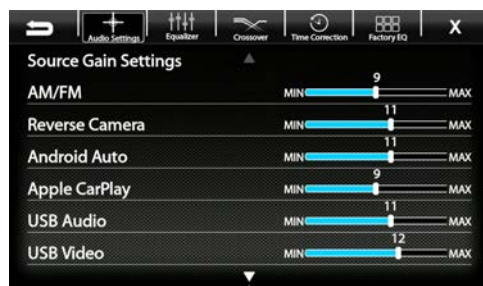 Audio Settings Equalizer Crossover Time Correction Factory EQ X
Source Gain Settings
9
AM/FM MIN MAX
11
Reverse Camera MIN MAX
11
Android Auto MIN MAX
9
Apple CarPlay MIN MAX
11
USB Audio MIN MAX
12
USB Video MIN MAX